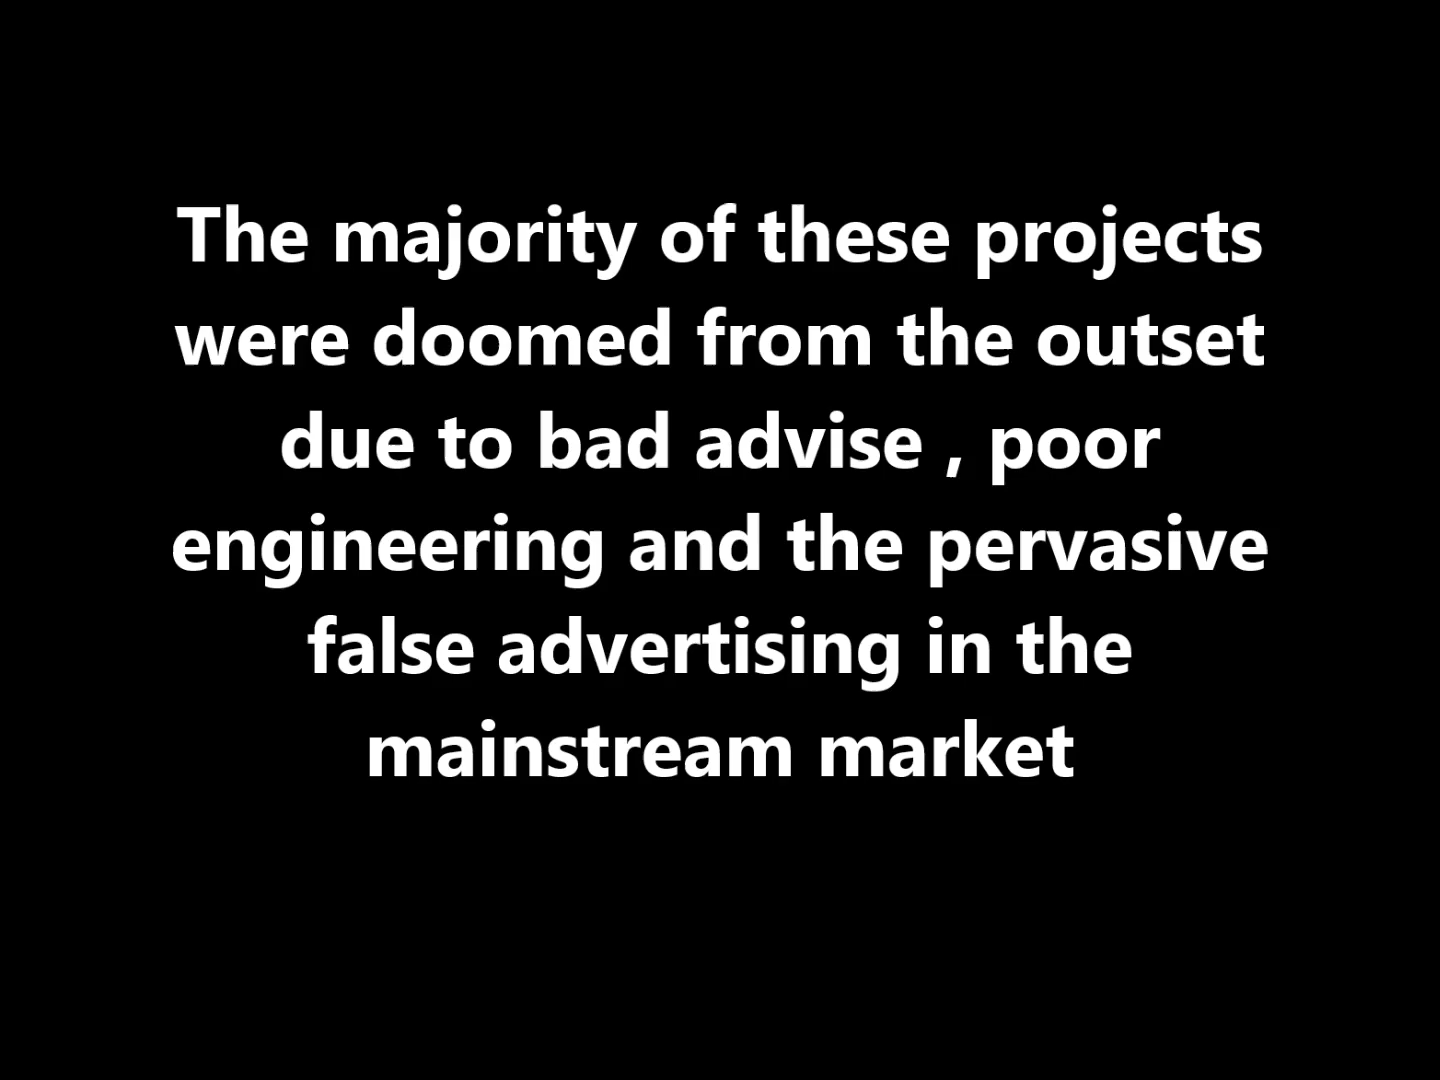 The majority of these projects
were doomed from the outset
due to bad advise , poor
engineering and the pervasive
false advertising in the
mainstream market